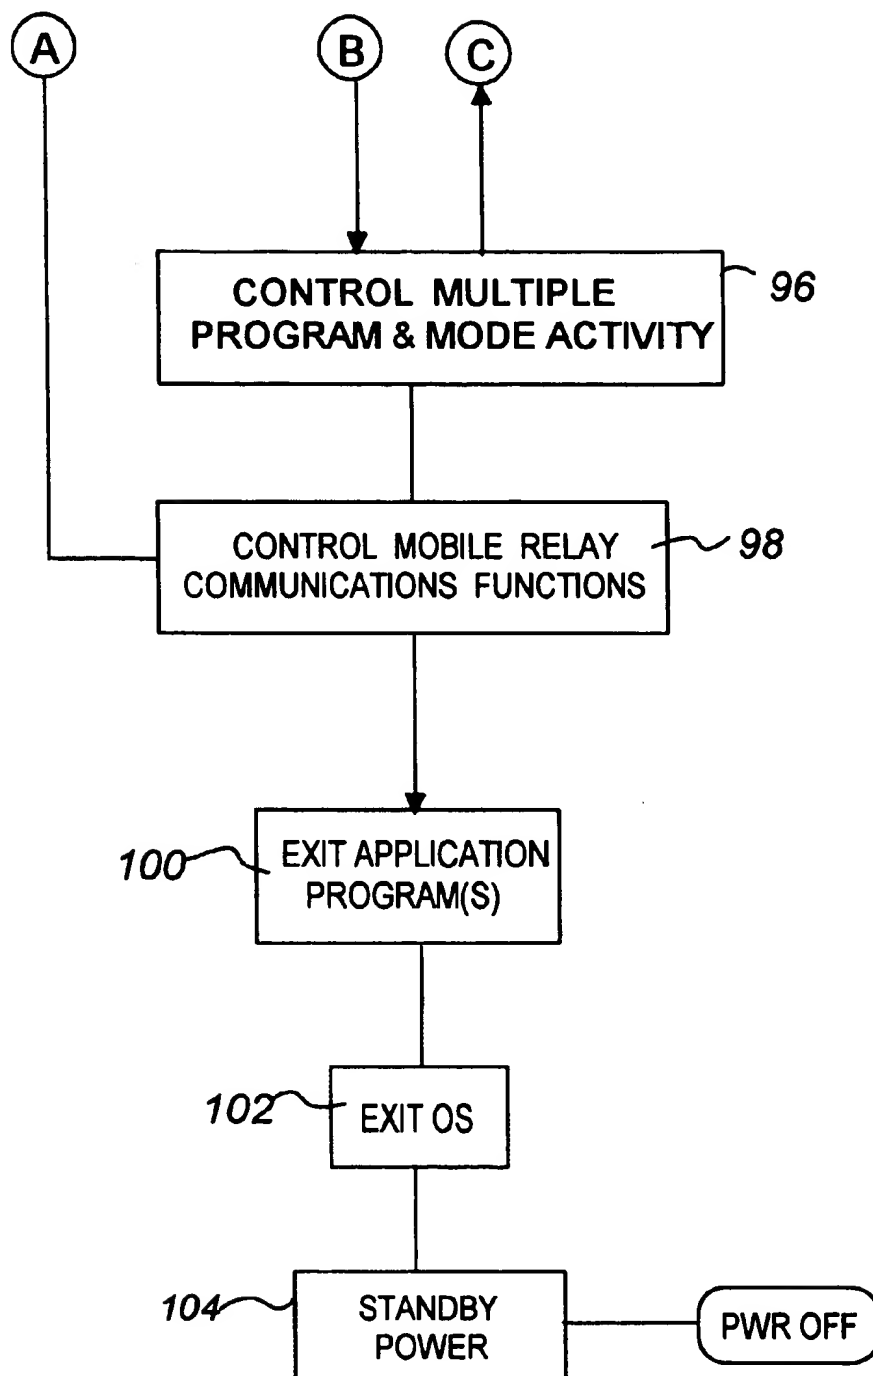 A
B
C
CONTROL MULTIPLE
PROGRAM & MODE ACTIVITY
96
CONTROL MOBILE RELAY
COMMUNICATIONS FUNCTIONS
98
100
EXIT APPLICATION
PROGRAM(S)
102
EXIT OS
104
STANDBY
POWER
PWR OFF